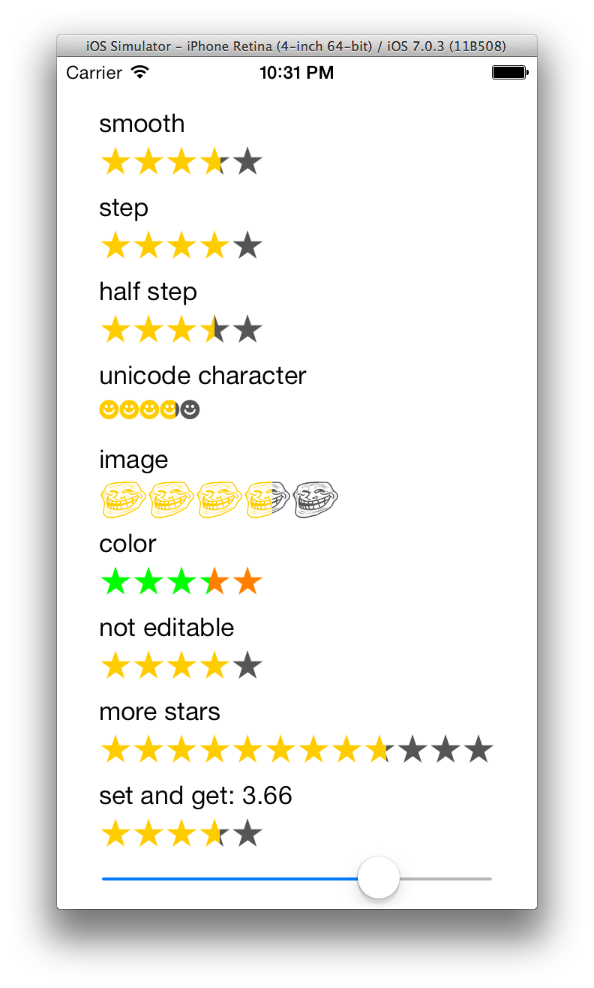 iOS Simulator – iPhone Retina (4-inch 64-bit) / iOS 7.0.3 (11B508)
Carrier 10:31 PM
smooth
step
half step
unicode character
image
color
not editable
more stars
set and get: 3.66